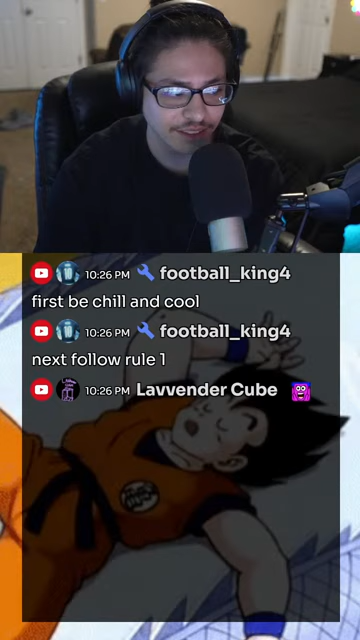 10:26 PM football_king4
first be chill and cool
10:26 PM football_king4
next follow rule 1
10:26 PM Lavvender Cube